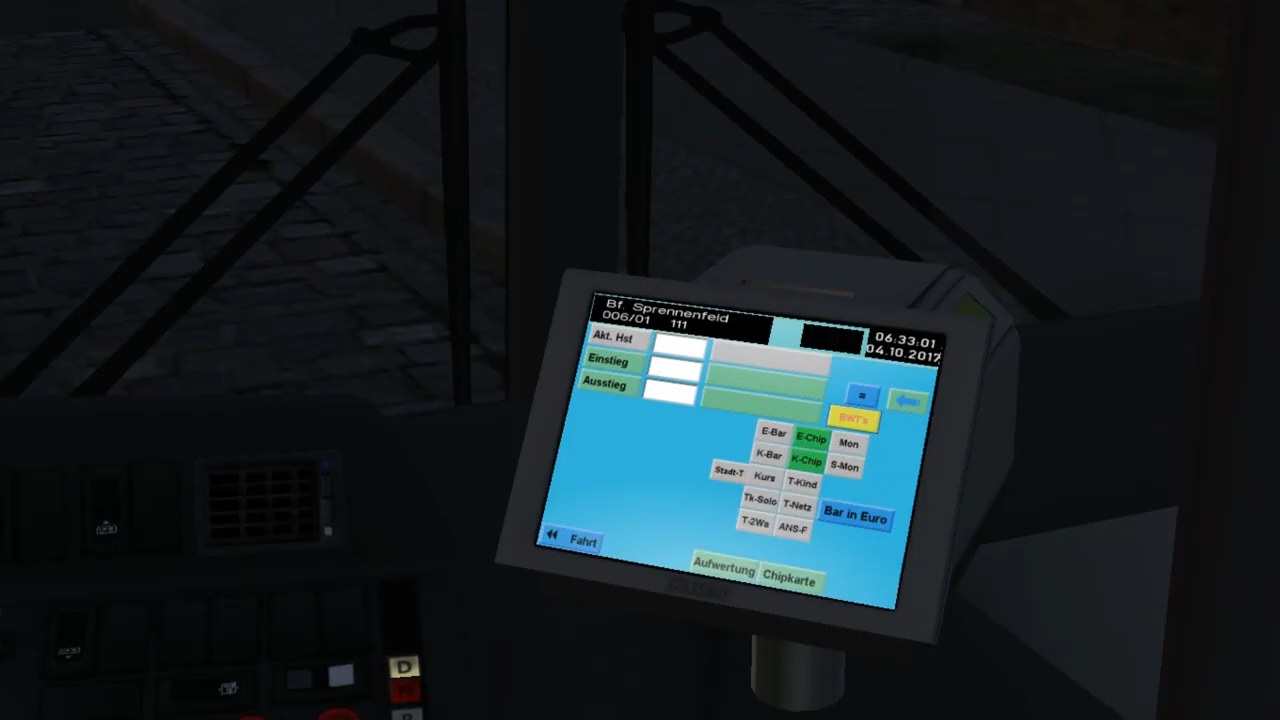 Bf. Sprennenfeld
006/01 111
06:33:01
04.10.2017
Akt. Hst
Einstieg
Ausstieg
=
BWT's
E-Bar E-Chip Mon
K-Bar K-Chip S-Mon
Stadt-T Kurs T-Kind
Tk-Solo T-Netz Bar in Euro
T-2Wa ANS-F
Fahrt
Aufwertung Chipkarte
D
N